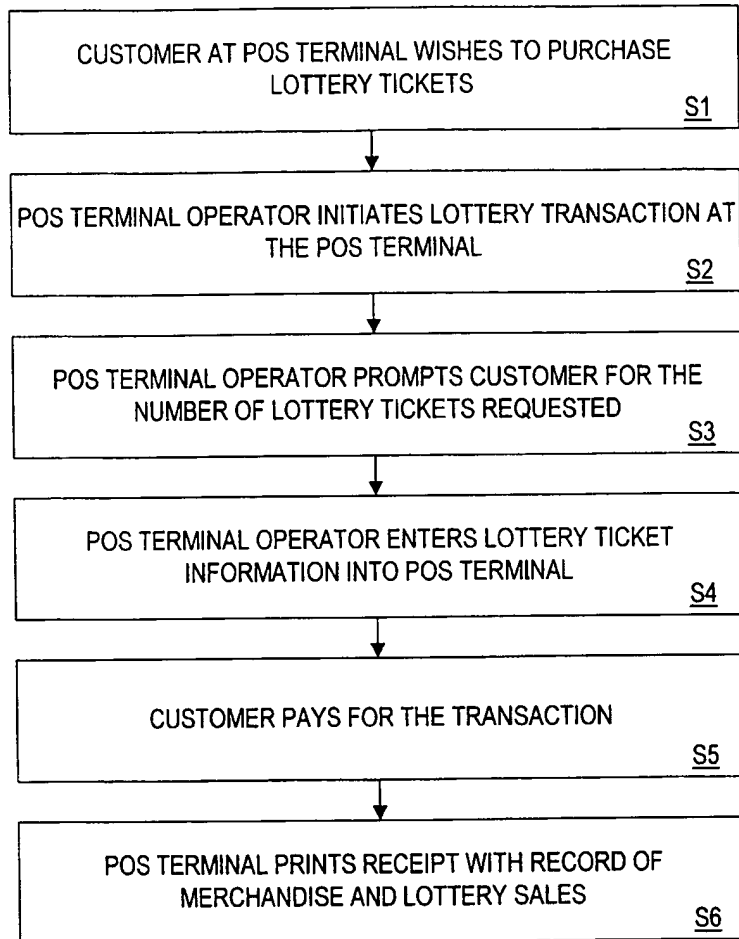 CUSTOMER AT POS TERMINAL WISHES TO PURCHASE
LOTTERY TICKETS
S1
POS TERMINAL OPERATOR INITIATES LOTTERY TRANSACTION AT
THE POS TERMINAL
S2
POS TERMINAL OPERATOR PROMPTS CUSTOMER FOR THE
NUMBER OF LOTTERY TICKETS REQUESTED
S3
POS TERMINAL OPERATOR ENTERS LOTTERY TICKET
INFORMATION INTO POS TERMINAL
S4
CUSTOMER PAYS FOR THE TRANSACTION
S5
POS TERMINAL PRINTS RECEIPT WITH RECORD OF
MERCHANDISE AND LOTTERY SALES
S6